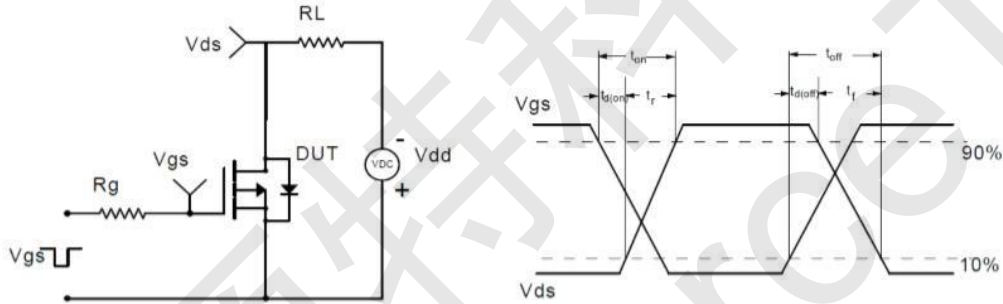 RL
Vds
DUT
Vgs
Rg
VDC
-
+
Vdd
Vgs
ton
toff
td(on)
tr
td(off)
tf
Vgs
90%
10%
Vds